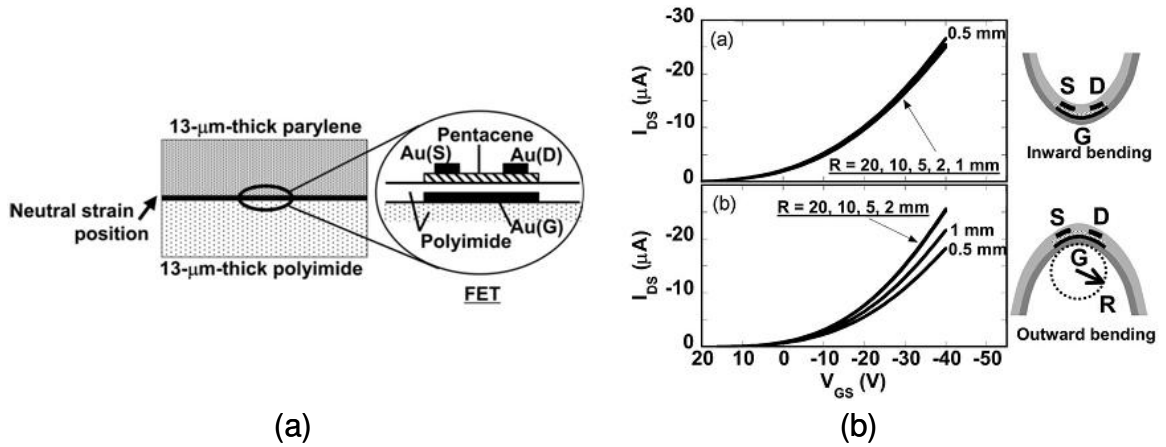 13-μm-thick parylene
Neutral strain
position
13-μm-thick polyimide
Pentacene
Au(S)
Au(D)
Polyimide
Au(G)
FET
(a)
-30
-20
-10
0
I_DS (μA)
(a)
0.5 mm
R = 20, 10, 5, 2, 1 mm
S D
G
Inward bending
-20
-10
0
I_DS (μA)
(b)
R = 20, 10, 5, 2 mm
1 mm
0.5 mm
S D
G
R
Outward bending
20 10 0 -10 -20 -30 -40 -50
V_GS (V)
(b)